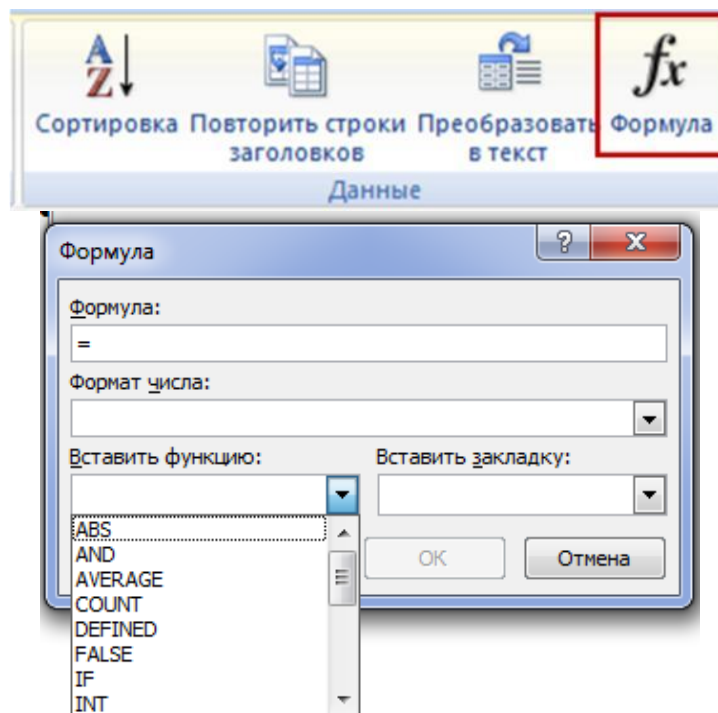 Сортировка Повторить строки Преобразовать Формула
заголовков в текст
Данные
Формула
Формула:
=
Формат числа:
Вставить функцию: Вставить закладку:
ABS
AND
AVERAGE
COUNT
DEFINED
FALSE
IF
INT
ОК Отмена